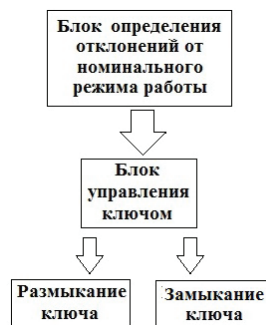 Блок определения
отклонений от
номинального
режима работы
Блок
управления
ключом
Размыкание
ключа
Замыкание
ключа